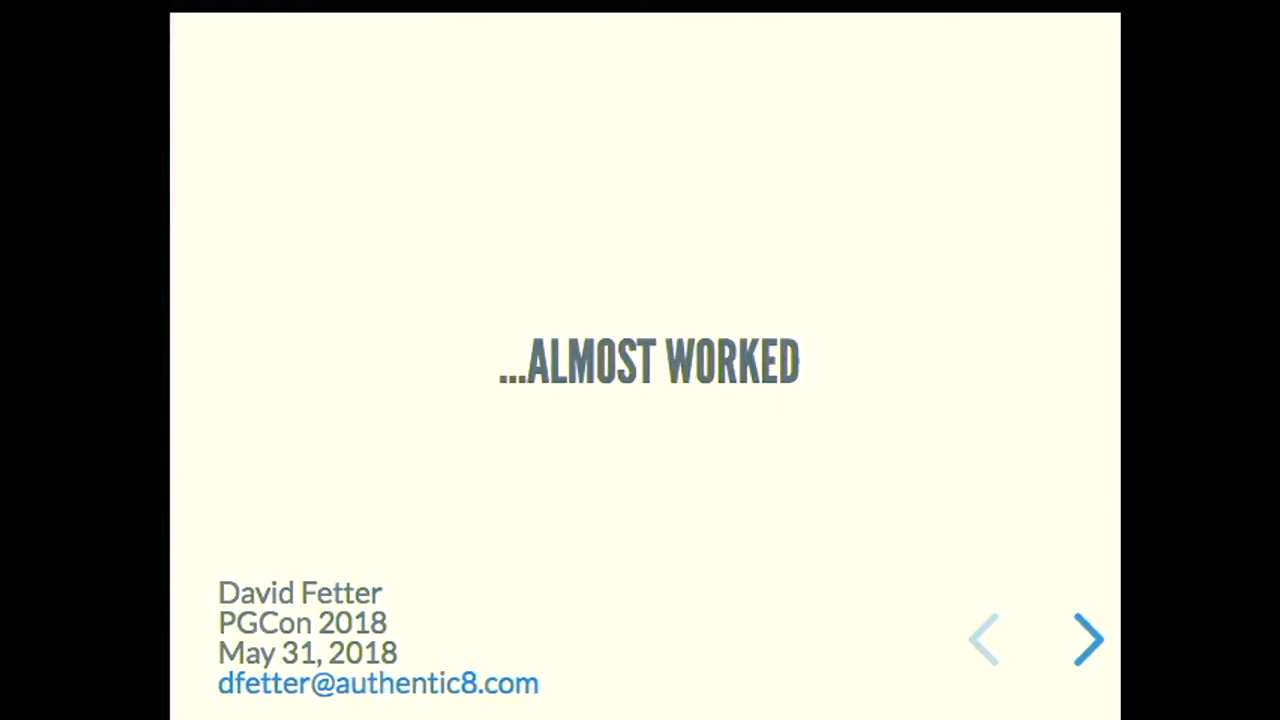 ...ALMOST WORKED
David Fetter
PGCon 2018
May 31, 2018
dfetter@authentic8.com